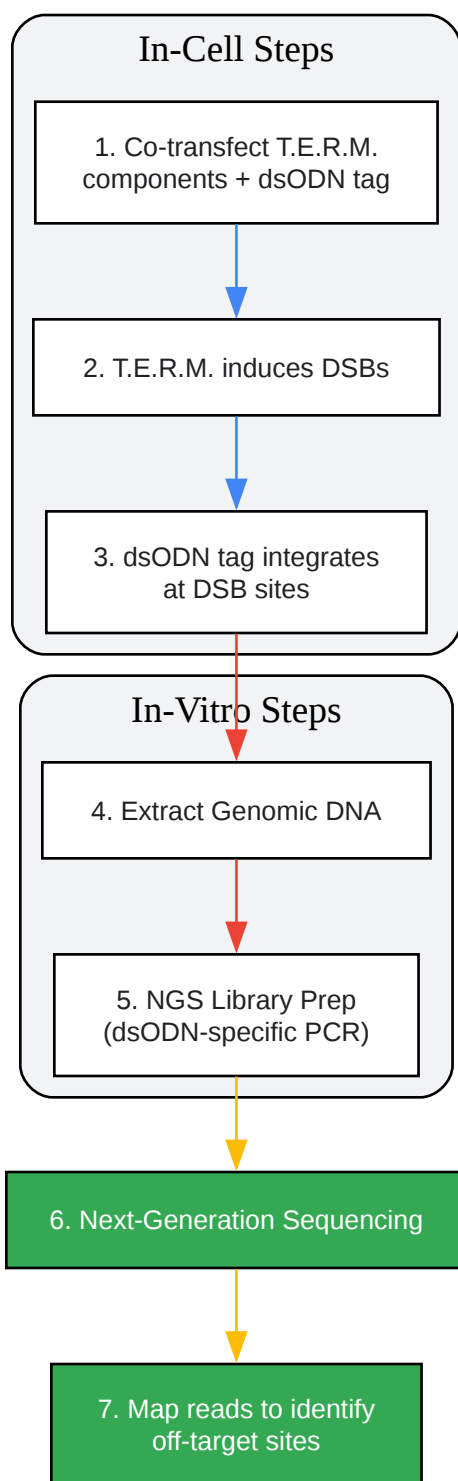 In-Cell Steps
1. Co-transfect T.E.R.M.
components + dsODN tag
2. T.E.R.M. induces DSBs
3. dsODN tag integrates
at DSB sites
In-Vitro Steps
4. Extract Genomic DNA
5. NGS Library Prep
(dsODN-specific PCR)
6. Next-Generation Sequencing
7. Map reads to identify
off-target sites